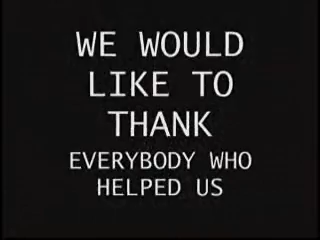 WE WOULD
LIKE TO
THANK
EVERYBODY WHO
HELPED US